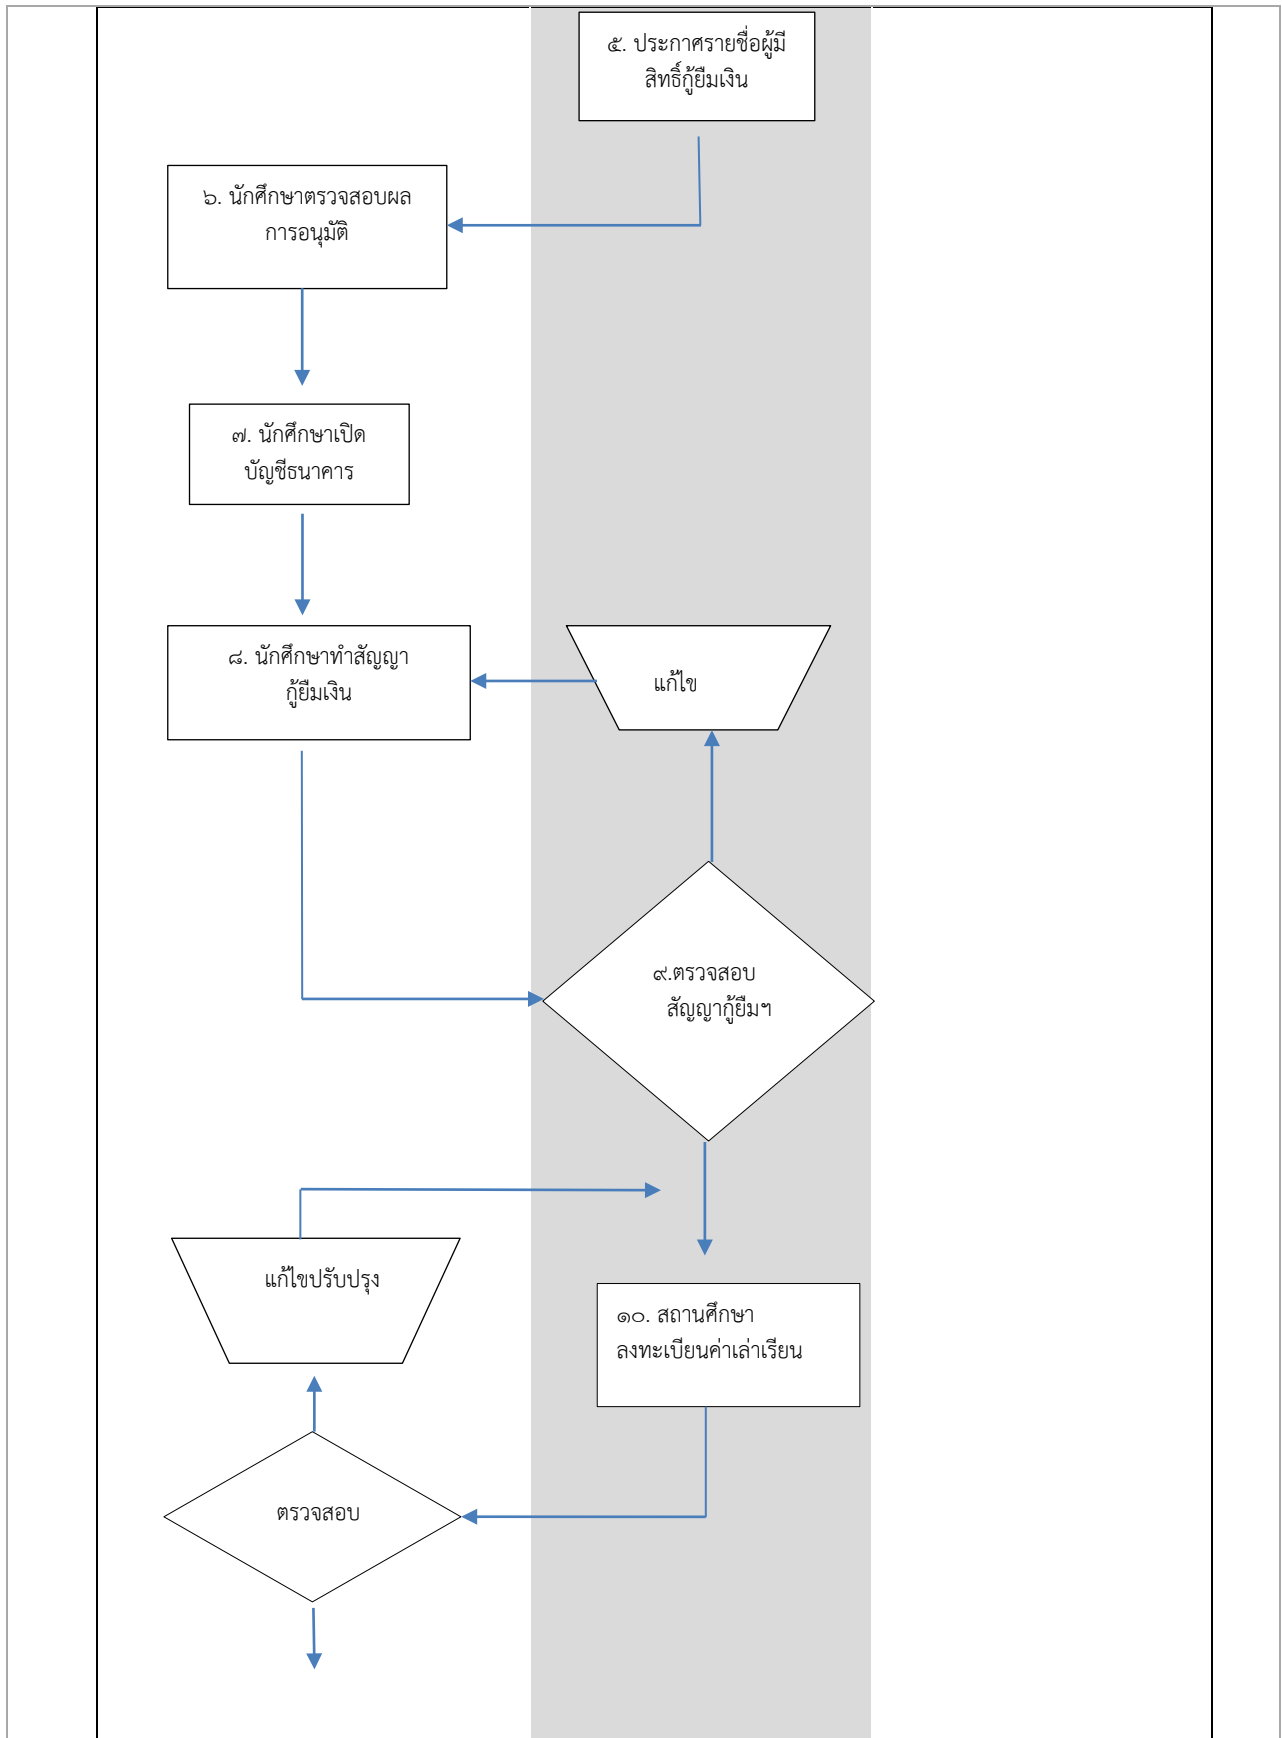 ๕. ประกาศรายชื่อผู้มี
สิทธิ์กู้ยืมเงิน
๖. นักศึกษาตรวจสอบผล
การอนุมัติ
๗. นักศึกษาเปิด
บัญชีธนาคาร
๘. นักศึกษาทำสัญญา
กู้ยืมเงิน
แก้ไข
๙.ตรวจสอบ
สัญญากู้ยืมฯ
แก้ไขปรับปรุง
๑๐. สถานศึกษา
ลงทะเบียนค่าเล่าเรียน
ตรวจสอบ